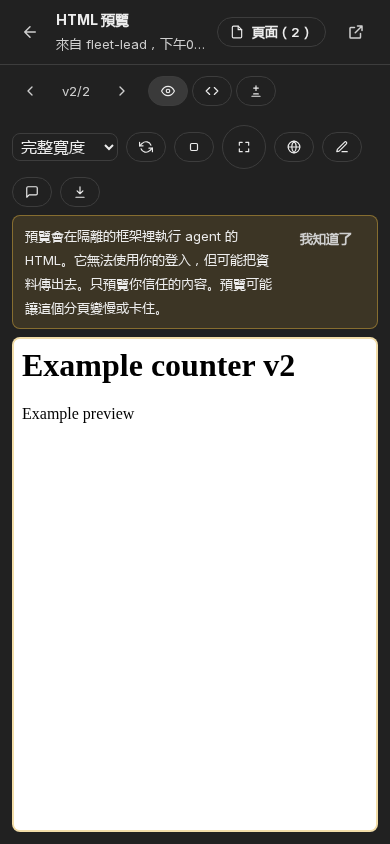 HTML 預覽
來自 fleet-lead，下午0…
頁面 ( 2 )
v2/2
完整寬度
預覽會在隔離的框架裡執行 agent 的
HTML。它無法使用你的登入，但可能把資
料傳出去。只預覽你信任的內容。預覽可能
讓這個分頁變慢或卡住。
我知道了
Example counter v2
Example preview